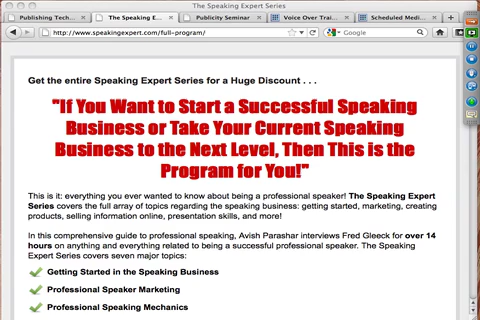 The Speaking Expert Series
Publishing Tech...
The Speaking E...
Publicity Seminar
Voice Over Trai...
Scheduled Medi...
http://www.speakingexpert.com/full-program/
Google
Get the entire Speaking Expert Series for a Huge Discount . . .
"If You Want to Start a Successful Speaking
Business or Take Your Current Speaking
Business to the Next Level, Then This is the
Program for You!"
This is it: everything you ever wanted to know about being a professional speaker! The Speaking Expert
Series covers the full array of topics regarding the speaking business: getting started, marketing, creating
products, selling information online, presentation skills, and more!
In this comprehensive guide to professional speaking, Avish Parashar interviews Fred Gleeck for over 14
hours on anything and everything related to being a successful professional speaker. The Speaking
Expert Series covers seven major topics:
Getting Started in the Speaking Business
Professional Speaker Marketing
Professional Speaking Mechanics